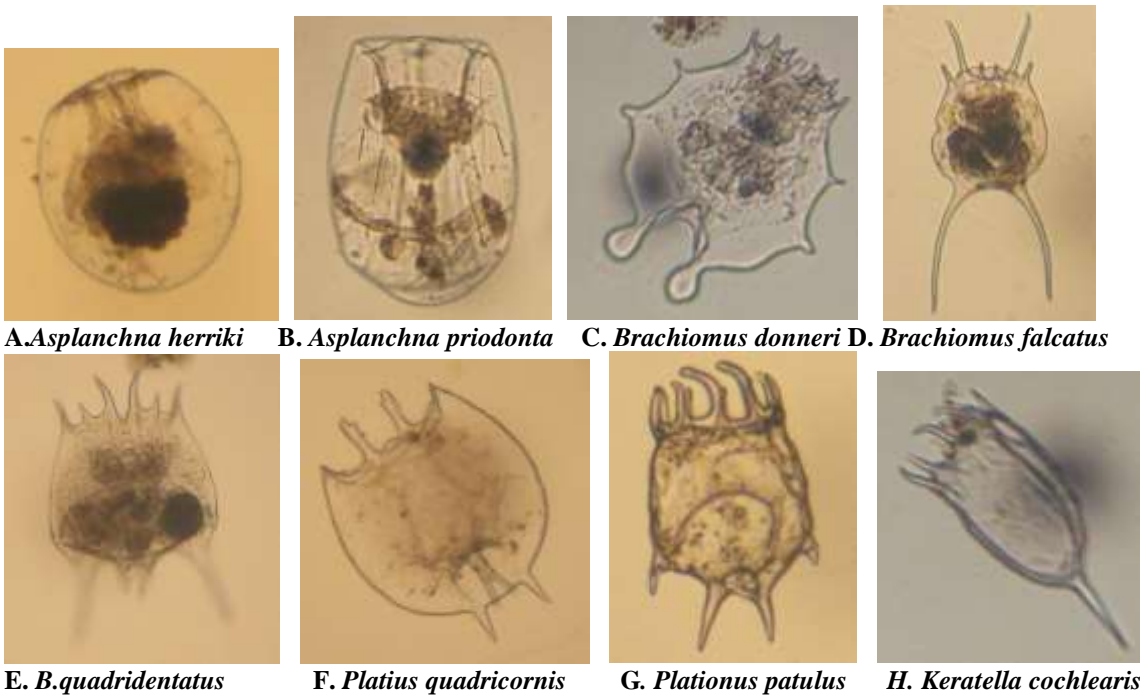 A.Asplanchna herriki B. Asplanchna priodonta C. Brachiomus donneri D. Brachiomus falcatus
E. B.quadridentatus F. Platius quadricornis G. Plationus patulus H. Keratella cochlearis